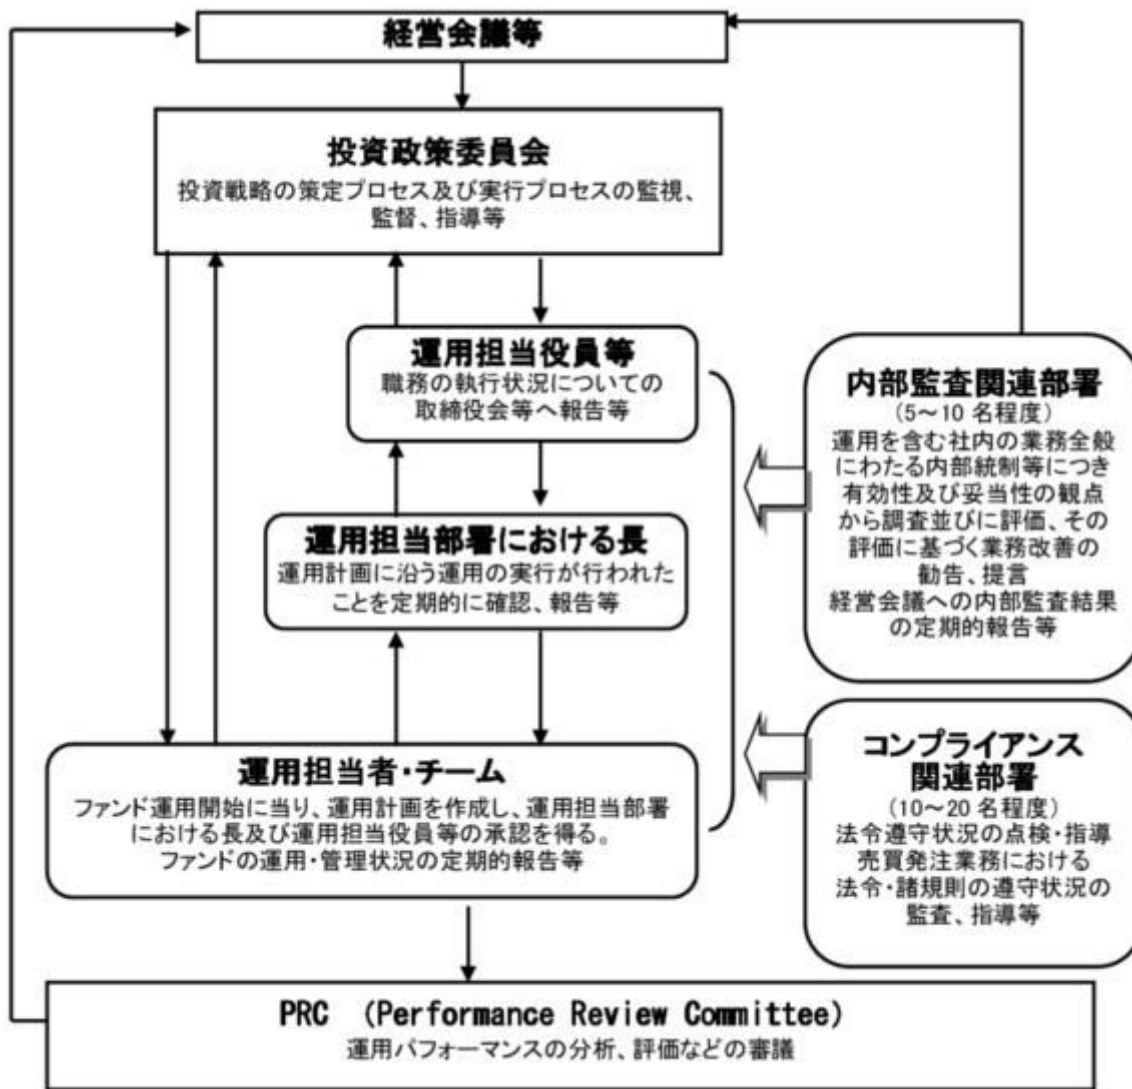 経営会議等
投資政策委員会
投資戦略の策定プロセス及び実行プロセスの監視、
監督、指導等
運用担当役員等
職務の執行状況についての
取締役会等へ報告等
運用担当部署における長
運用計画に沿う運用の実行が行われた
ことを定期的に確認、報告等
運用担当者・チーム
ファンド運用開始に当り、運用計画を作成し、運用担当部署
における長及び運用担当役員等の承認を得る。
ファンドの運用・管理状況の定期的報告等
内部監査関連部署
(5～10 名程度)
運用を含む社内の業務全般
にわたる内部統制等につき
有効性及び妥当性の観点
から調査並びに評価、その
評価に基づく業務改善の
勧告、提言
経営会議への内部監査結果
の定期的報告等
コンプライアンス
関連部署
(10～20 名程度)
法令遵守状況の点検・指導
売買発注業務における
法令・諸規則の遵守状況の
監査、指導等
PRC (Performance Review Committee)
運用パフォーマンスの分析、評価などの審議